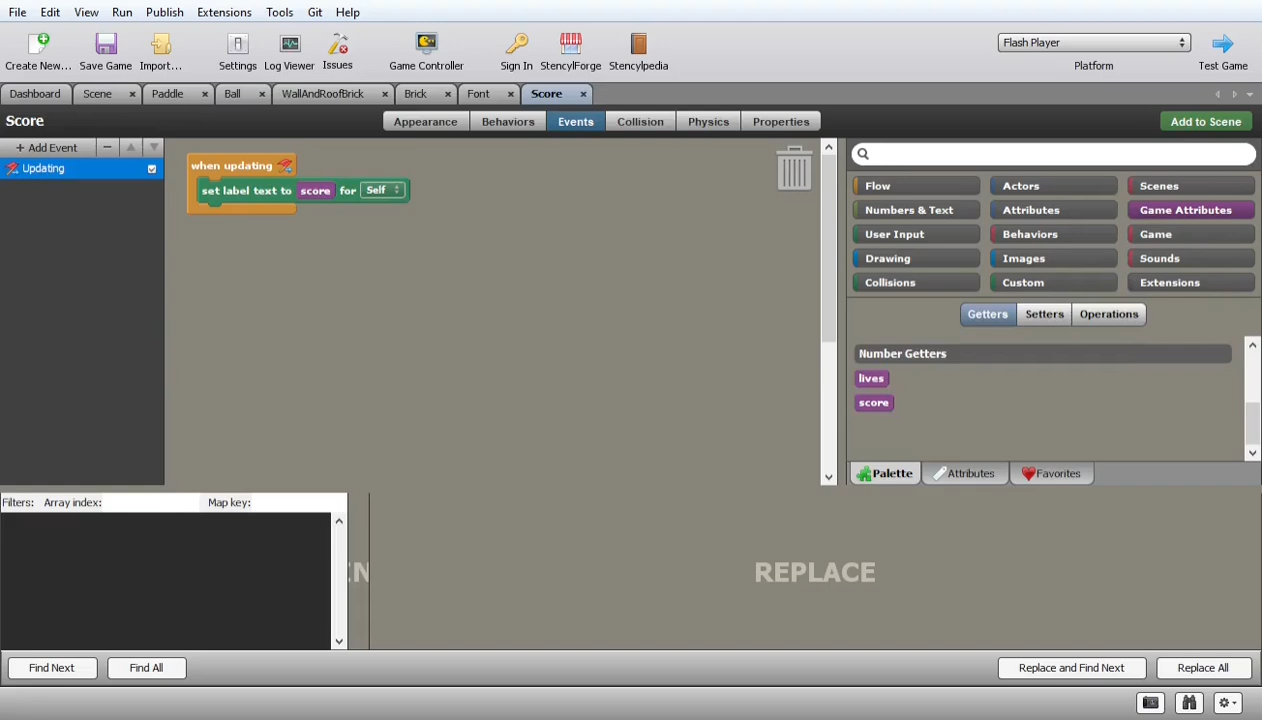 File Edit View Run Publish Extensions Tools Git Help
Create New... Save Game Import... Settings Log Viewer Issues Game Controller Sign In StencylForge Stencylpedia
Flash Player
Platform Test Game
Dashboard Scene × Paddle × Ball × WallAndRoofBrick × Brick × Font × Score ×
Score Appearance Behaviors Events Collision Physics Properties Add to Scene
+ Add Event
Updating
when updating
set label text to score for Self
Flow Actors Scenes
Numbers & Text Attributes Game Attributes
User Input Behaviors Game
Drawing Images Sounds
Collisions Custom Extensions
Getters Setters Operations
Number Getters
lives
score
Palette Attributes Favorites
Filters: Array index: Map key:
REPLACE
Find Next Find All Replace and Find Next Replace All